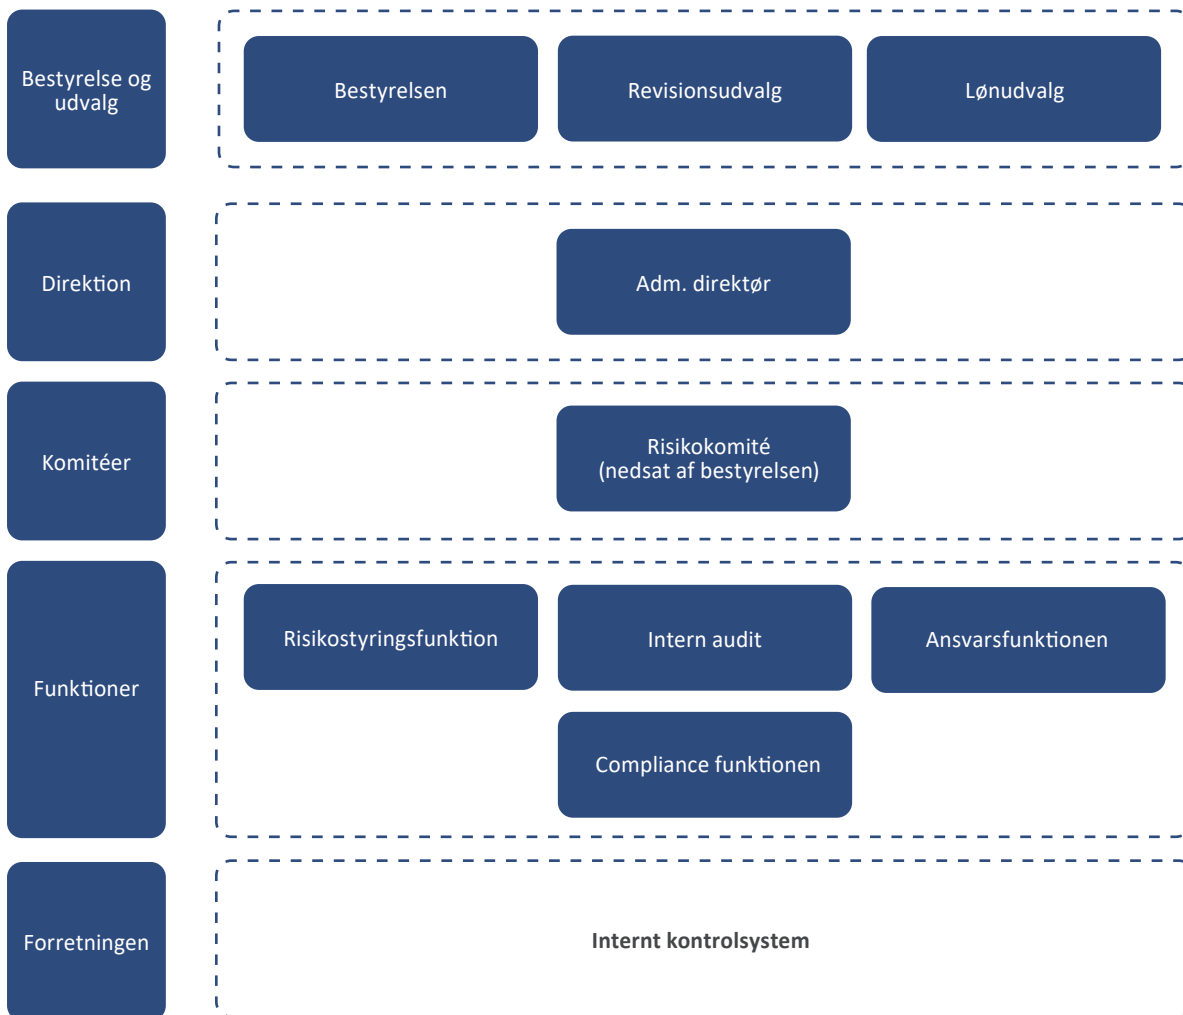 Bestyrelse og
udvalg
Bestyrelsen
Revisionsudvalg
Lønudvalg
Direktion
Adm. direktør
Komitéer
Risikokomité
(nedsat af bestyrelsen)
Funktioner
Risikostyringsfunktion
Intern audit
Ansvarsfunktionen
Compliance funktionen
Forretningen
Internt kontrolsystem